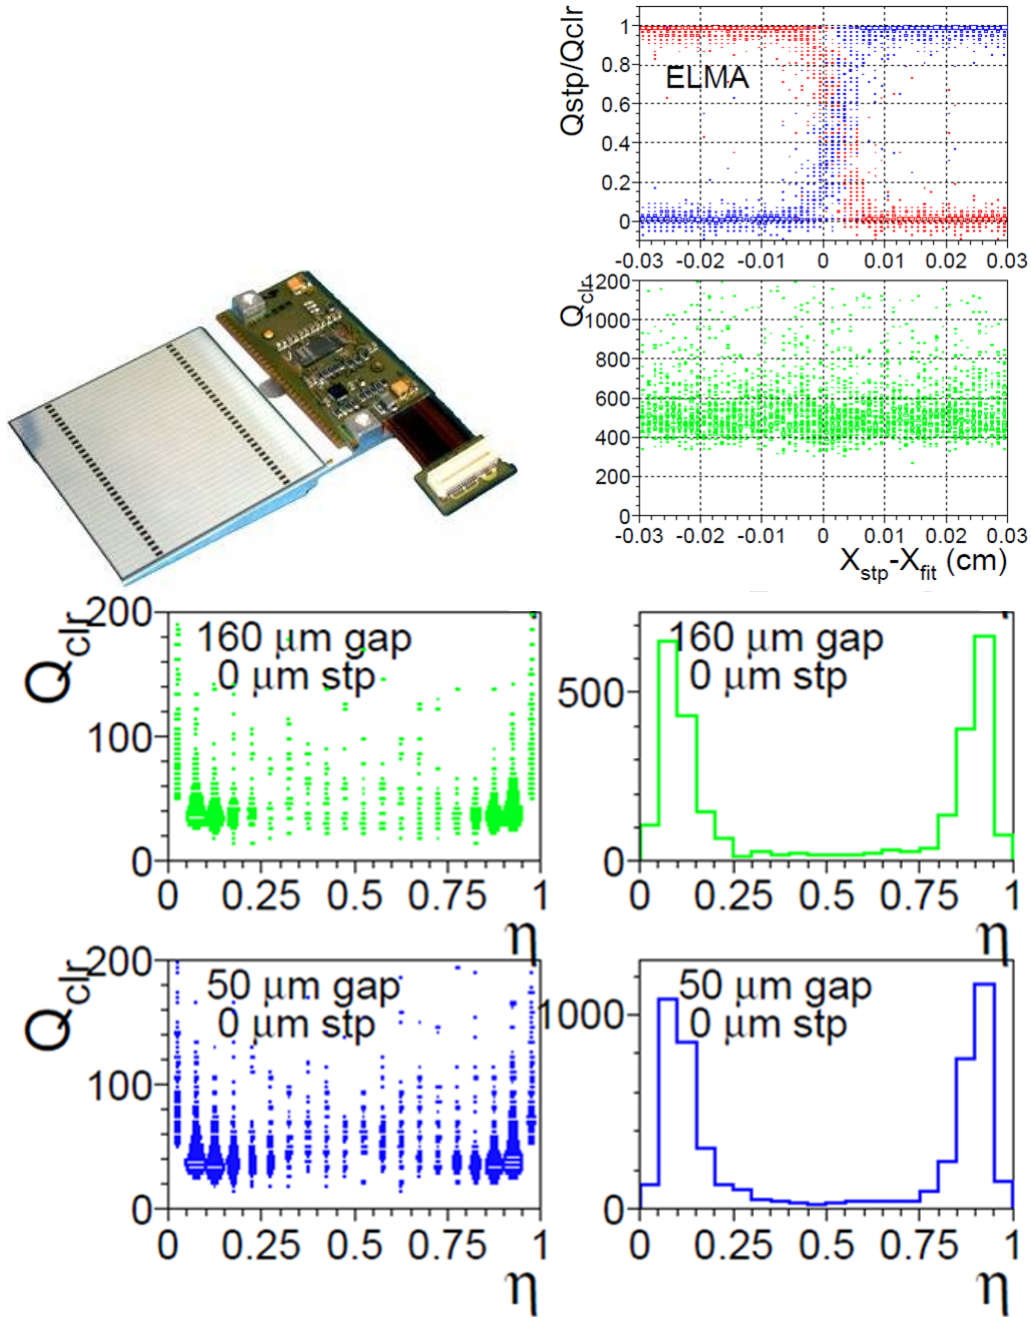 Qstp/Qclr
1
0.8
0.6
0.4
0.2
0
ELMA
-0.03 -0.02 -0.01 0 0.01 0.02 0.03
Qclr
1200
1000
800
600
400
200
0
-0.03 -0.02 -0.01 0 0.01 0.02 0.03
Xstp-Xfit (cm)
Qclr
200
100
0
160 μm gap
0 μm stp
0 0.25 0.5 0.75 1
η
500
0
160 μm gap
0 μm stp
0 0.25 0.5 0.75 1
η
Qclr
200
100
0
50 μm gap
0 μm stp
0 0.25 0.5 0.75 1
η
1000
0
50 μm gap
0 μm stp
0 0.25 0.5 0.75 1
η